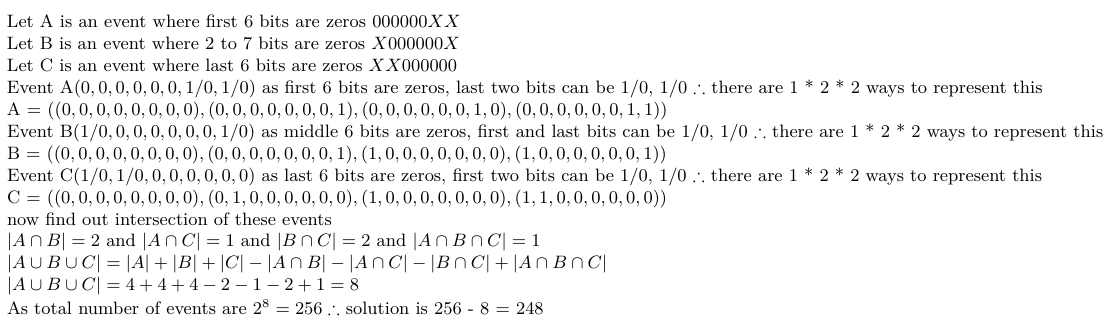 Let A is an event where first 6 bits are zeros 000000XX
Let B is an event where 2 to 7 bits are zeros X000000X
Let C is an event where last 6 bits are zeros XX000000
Event A(0, 0, 0, 0, 0, 0, 1/0, 1/0) as first 6 bits are zeros, last two bits can be 1/0, 1/0 ∴ there are 1 * 2 * 2 ways to represent this
A = ((0, 0, 0, 0, 0, 0, 0, 0), (0, 0, 0, 0, 0, 0, 0, 1), (0, 0, 0, 0, 0, 0, 1, 0), (0, 0, 0, 0, 0, 0, 1, 1))
Event B(1/0, 0, 0, 0, 0, 0, 0, 1/0) as middle 6 bits are zeros, first and last bits can be 1/0, 1/0 ∴ there are 1 * 2 * 2 ways to represent this
B = ((0, 0, 0, 0, 0, 0, 0, 0), (0, 0, 0, 0, 0, 0, 0, 1), (1, 0, 0, 0, 0, 0, 0, 0), (1, 0, 0, 0, 0, 0, 0, 1))
Event C(1/0, 1/0, 0, 0, 0, 0, 0, 0) as last 6 bits are zeros, first two bits can be 1/0, 1/0 ∴ there are 1 * 2 * 2 ways to represent this
C = ((0, 0, 0, 0, 0, 0, 0, 0), (0, 1, 0, 0, 0, 0, 0, 0), (1, 0, 0, 0, 0, 0, 0, 0), (1, 1, 0, 0, 0, 0, 0, 0))
now find out intersection of these events
|A ∩ B| = 2 and |A ∩ C| = 1 and |B ∩ C| = 2 and |A ∩ B ∩ C| = 1
|A ∪ B ∪ C| = |A| + |B| + |C| − |A ∩ B| − |A ∩ C| − |B ∩ C| + |A ∩ B ∩ C|
|A ∪ B ∪ C| = 4 + 4 + 4 − 2 − 1 − 2 + 1 = 8
As total number of events are 2⁸ = 256 ∴ solution is 256 - 8 = 248